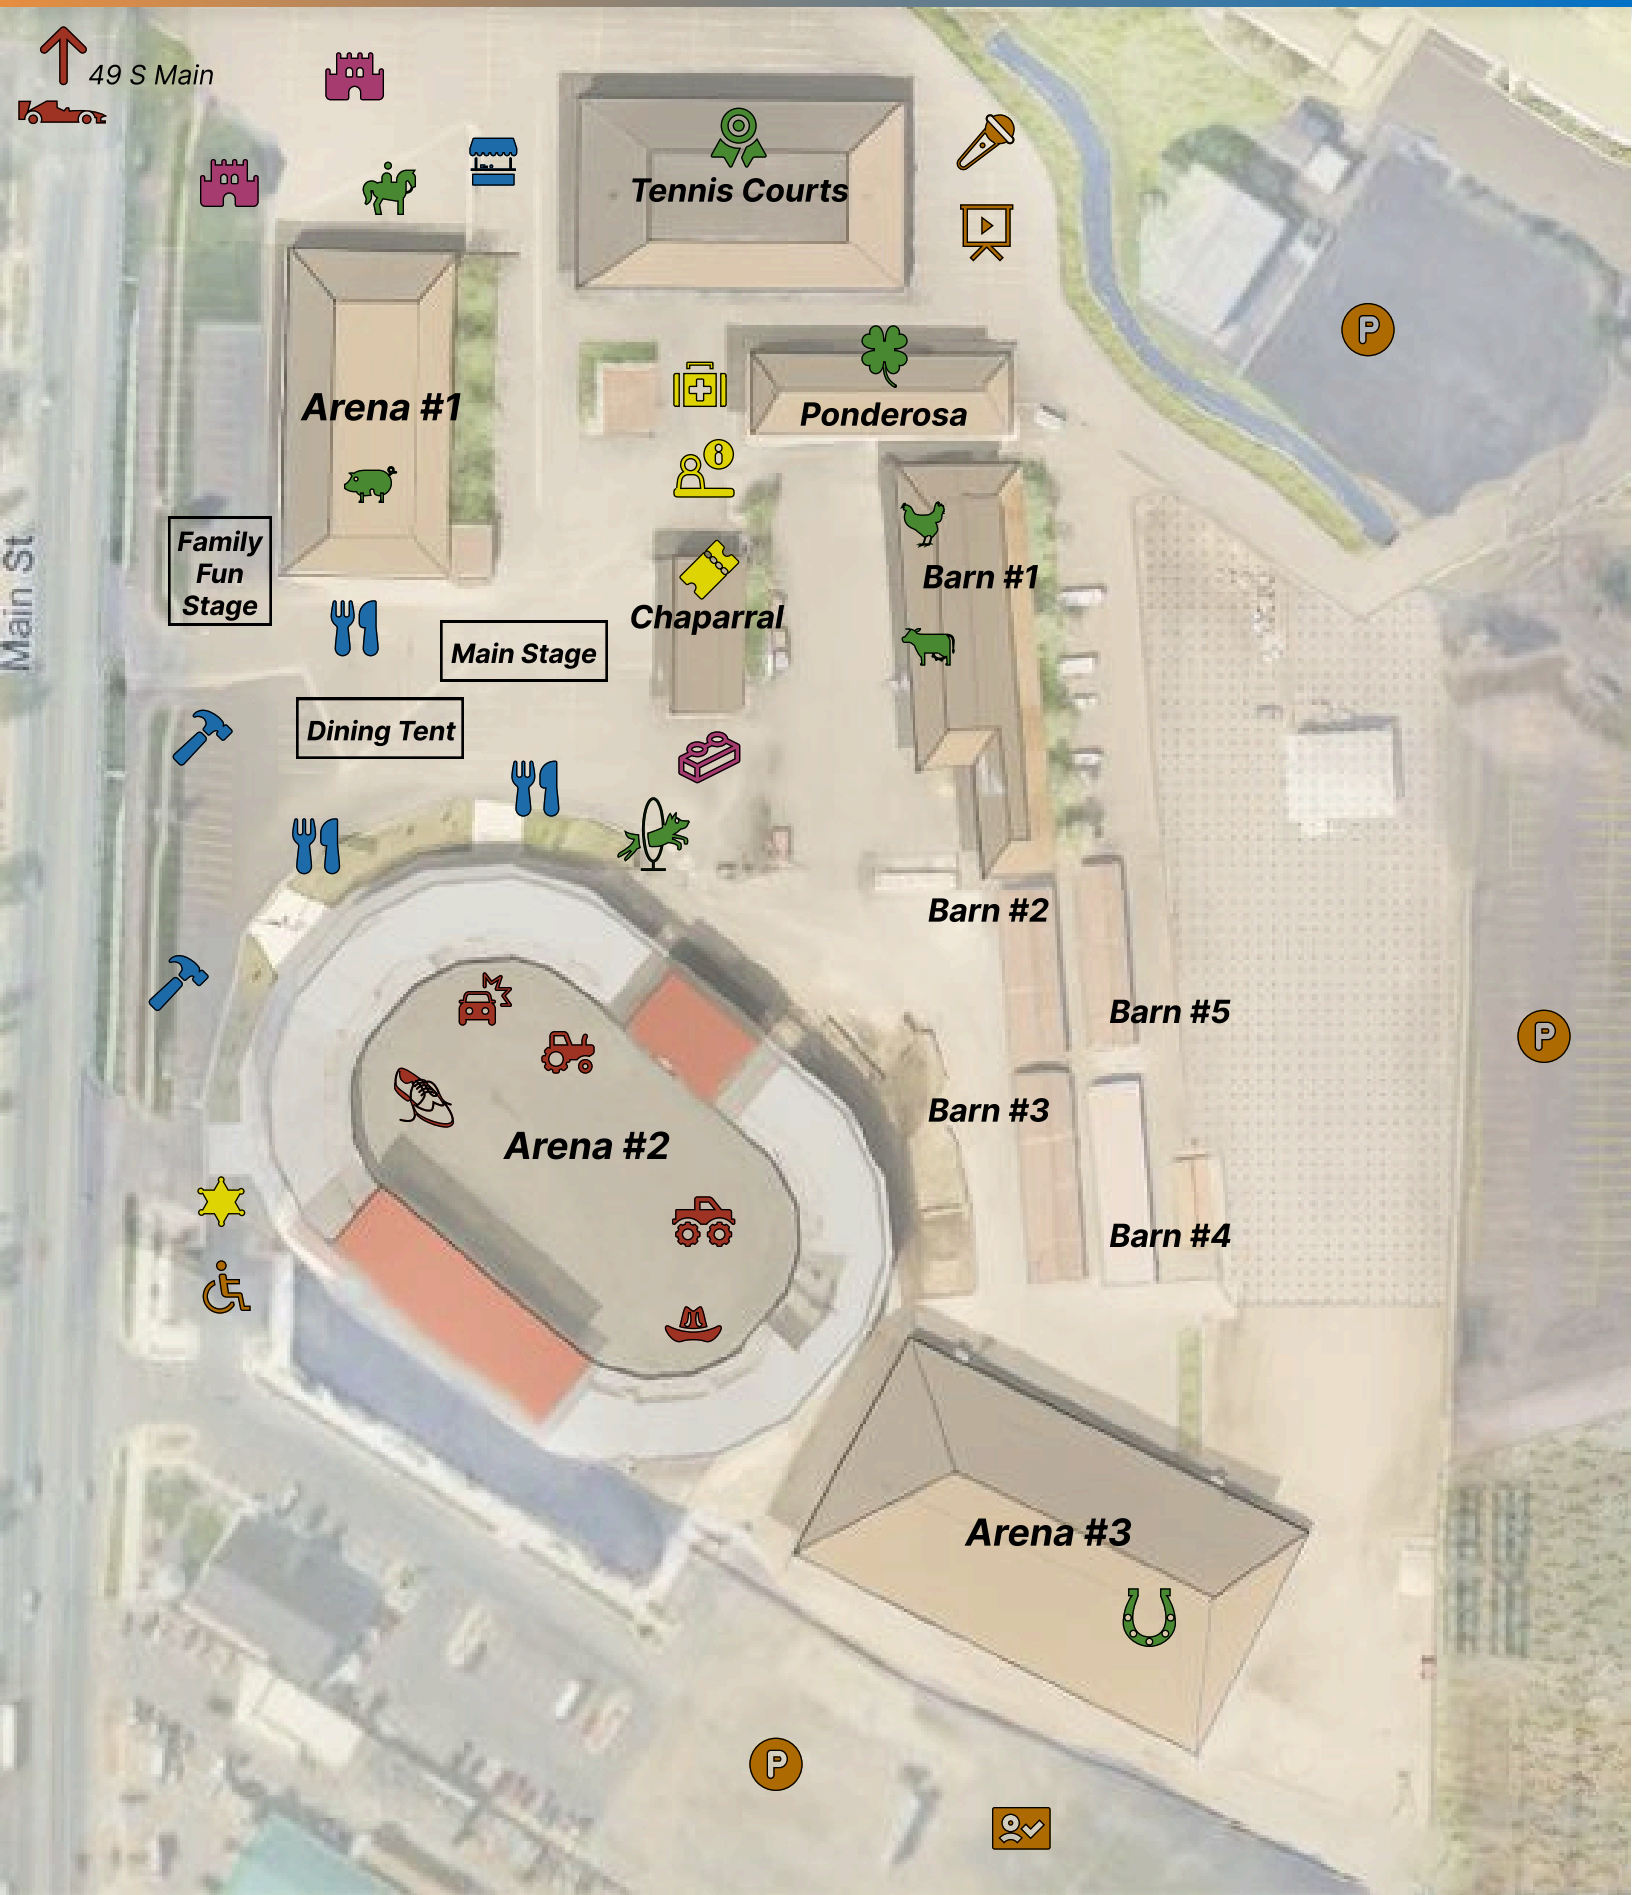 49 S Main
Tennis Courts
P
Arena #1
Ponderosa
Family
Fun
Stage
Main St
Barn #1
Chaparral
Main Stage
Dining Tent
Barn #2
Barn #5
P
Barn #3
Arena #2
Barn #4
Arena #3
P